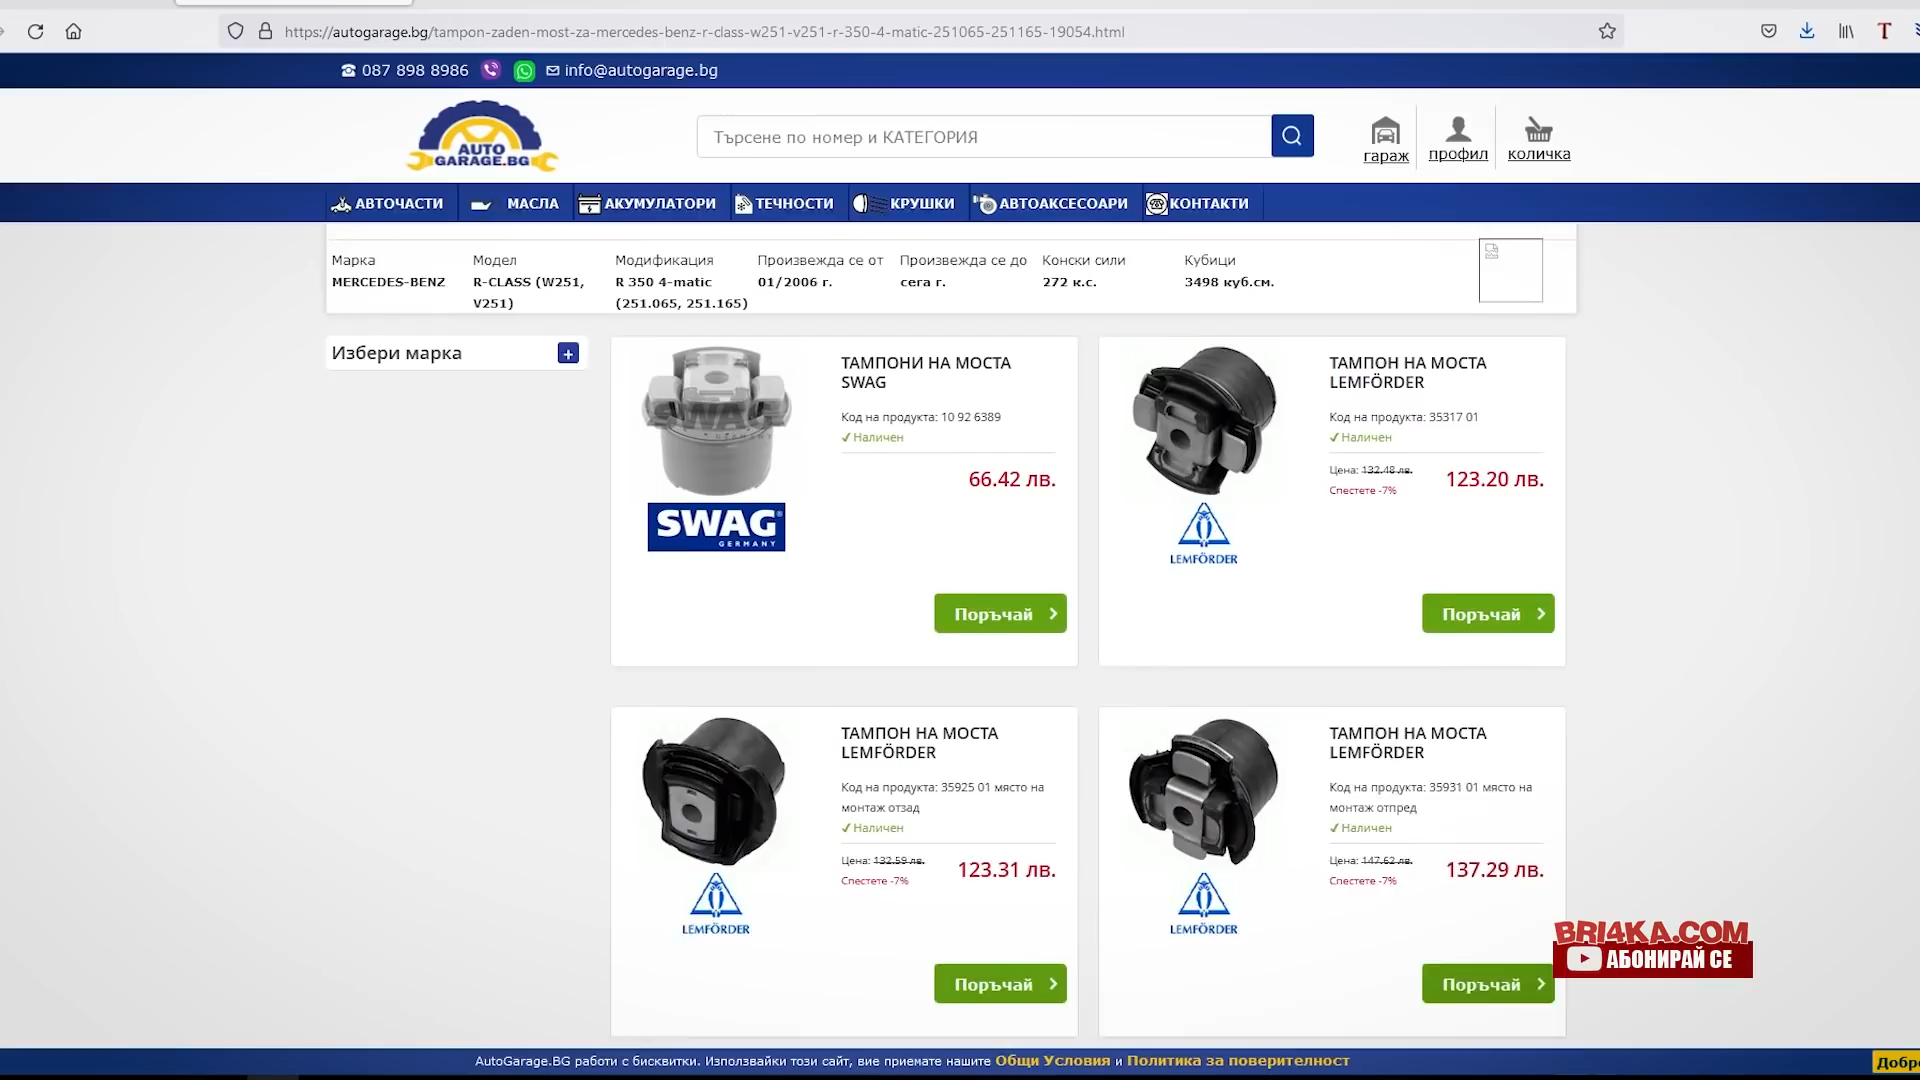 https://autogarage.bg/tampon-zaden-most-za-mercedes-benz-r-class-w251-v251-r-350-4-matic-251065-251165-19054.html
087 898 8986 info@autogarage.bg
AUTO
GARAGE.BG
Търсене по номер и КАТЕГОРИЯ
гараж
профил
количка
АВТОЧАСТИ МАСЛА АКУМУЛАТОРИ ТЕЧНОСТИ КРУШКИ АВТОАКСЕСОАРИ КОНТАКТИ
Марка Модел Модификация Произвежда се от Произвежда се до Конски сили Кубици
MERCEDES-BENZ R-CLASS (W251, R 350 4-matic 01/2006 г. сега г. 272 к.с. 3498 куб.см.
V251) (251.065, 251.165)
Избери марка +
ТАМПОНИ НА МОСТА
SWAG
Код на продукта: 10 92 6389
Наличен
66.42 лв.
SWAG
SWAG®
GERMANY
Поръчай
ТАМПОН НА МОСТА
LEMFÖRDER
Код на продукта: 35317 01
Наличен
Цена: 132.48 лв.
Спестете -7%
123.20 лв.
LEMFÖRDER
Поръчай
ТАМПОН НА МОСТА
LEMFÖRDER
Код на продукта: 35925 01 място на
монтаж отзад
Наличен
Цена: 132.59 лв.
Спестете -7%
123.31 лв.
LEMFÖRDER
Поръчай
ТАМПОН НА МОСТА
LEMFÖRDER
Код на продукта: 35931 01 място на
монтаж отпред
Наличен
Цена: 147.62 лв.
Спестете -7%
137.29 лв.
LEMFÖRDER
Поръчай
BRI4KA.COM
АБОНИРАЙ СЕ
AutoGarage.BG работи с бисквитки. Използвайки този сайт, вие приемате нашите Общи Условия и Политика за поверителност